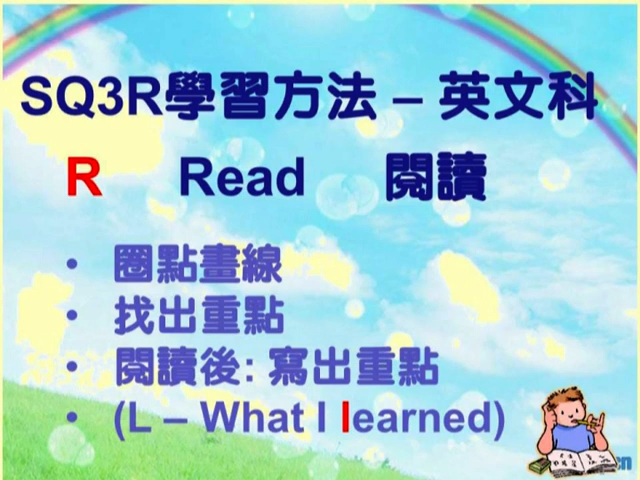 SQ3R學習方法 – 英文科
R Read 閱讀
• 圈點畫線
• 找出重點
• 閱讀後: 寫出重點
• (L – What I learned)
cn